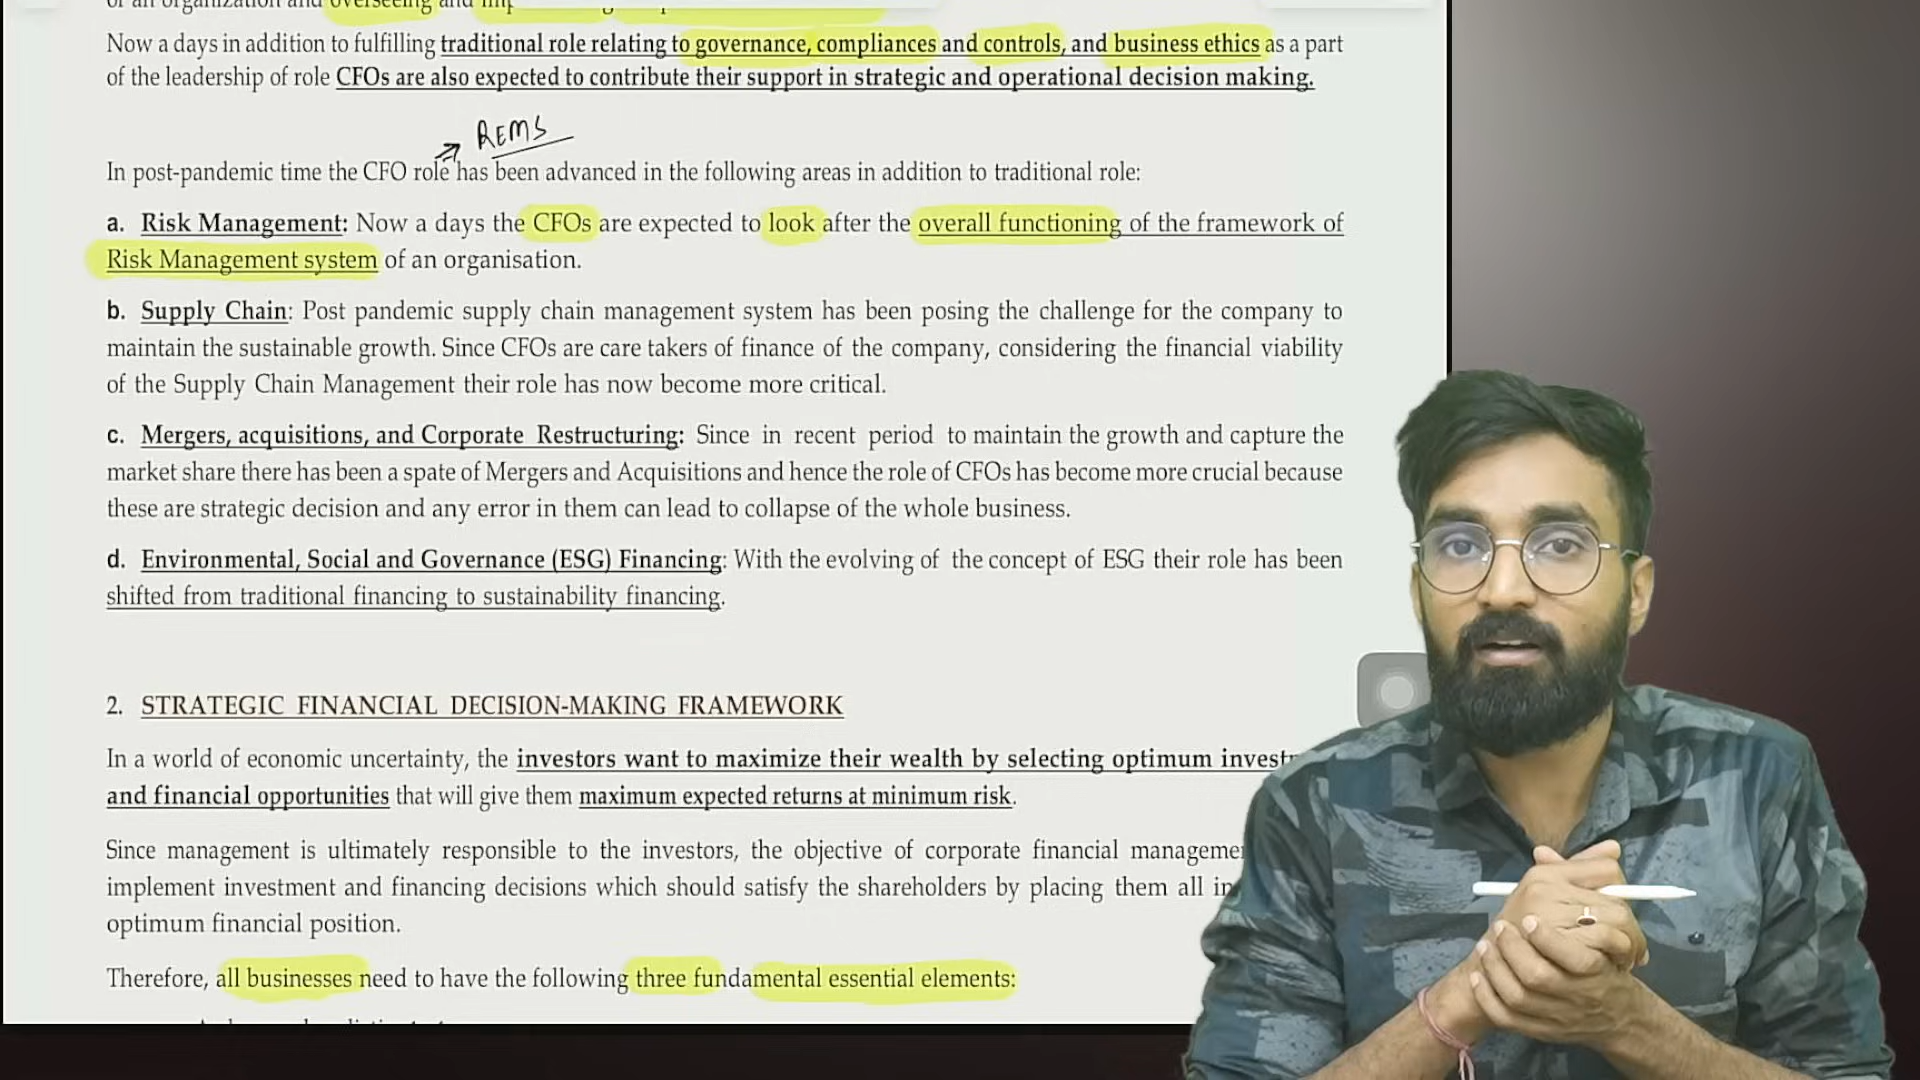 of an organization and overseeing and
Now a days in addition to fulfilling traditional role relating to governance, compliances and controls, and business ethics as a part
of the leadership of role CFOs are also expected to contribute their support in strategic and operational decision making.
REMS
In post-pandemic time the CFO role has been advanced in the following areas in addition to traditional role:
a. Risk Management: Now a days the CFOs are expected to look after the overall functioning of the framework of
Risk Management system of an organisation.
b. Supply Chain: Post pandemic supply chain management system has been posing the challenge for the company to
maintain the sustainable growth. Since CFOs are care takers of finance of the company, considering the financial viability
of the Supply Chain Management their role has now become more critical.
c. Mergers, acquisitions, and Corporate Restructuring: Since in recent period to maintain the growth and capture the
market share there has been a spate of Mergers and Acquisitions and hence the role of CFOs has become more crucial because
these are strategic decision and any error in them can lead to collapse of the whole business.
d. Environmental, Social and Governance (ESG) Financing: With the evolving of the concept of ESG their role has been
shifted from traditional financing to sustainability financing.
2. STRATEGIC FINANCIAL DECISION-MAKING FRAMEWORK
In a world of economic uncertainty, the investors want to maximize their wealth by selecting optimum
and financial opportunities that will give them maximum expected returns at minimum risk.
Since management is ultimately responsible to the investors, the objective of corporate financial
implement investment and financing decisions which should satisfy the shareholders by placing them all in
optimum financial position.
Therefore, all businesses need to have the following three fundamental essential elements: